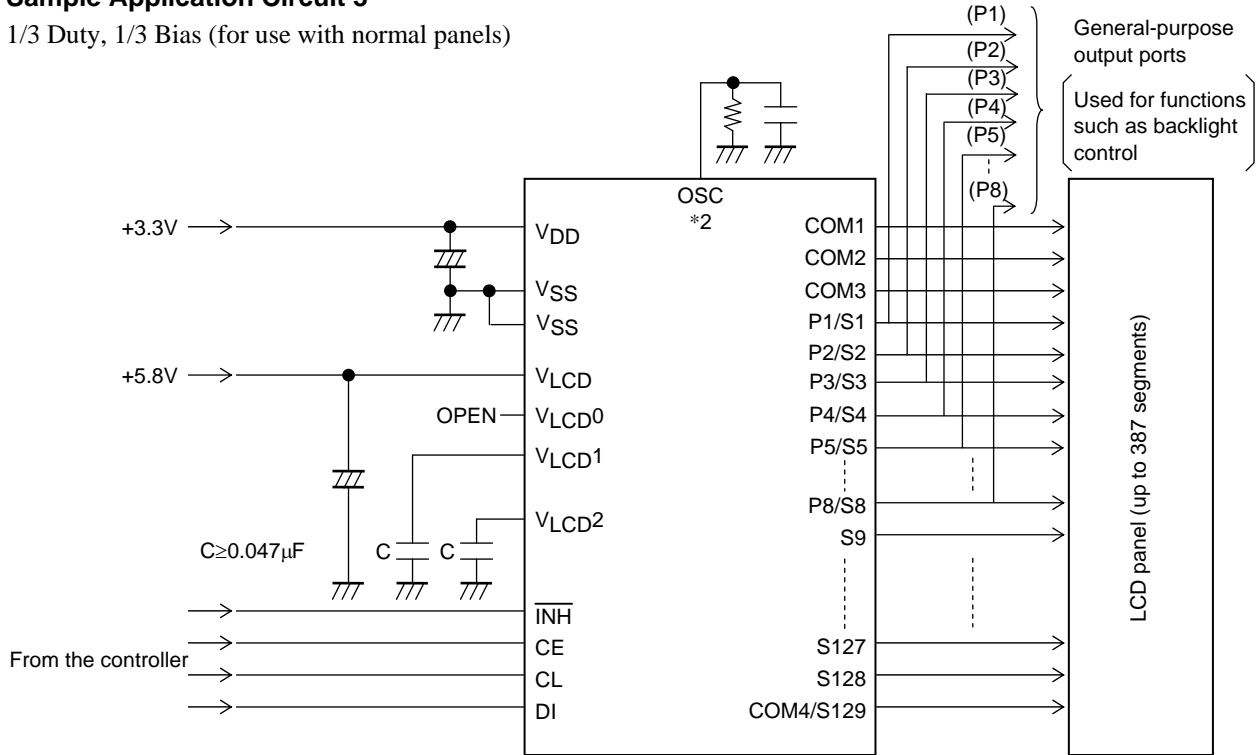 Sample Application Circuit 3
1/3 Duty, 1/3 Bias (for use with normal panels)
(P1)
(P2)
(P3)
(P4)
(P5)
(P8)
General-purpose
output ports
Used for functions
such as backlight
control
OSC
*2
+3.3V
VDD
VSS
VSS
+5.8V
VLCD
OPEN
VLCD0
VLCD1
VLCD2
C≥0.047μF
C
C
From the controller
INH
CE
CL
DI
COM1
COM2
COM3
P1/S1
P2/S2
P3/S3
P4/S4
P5/S5
P8/S8
S9
S127
S128
COM4/S129
LCD panel (up to 387 segments)